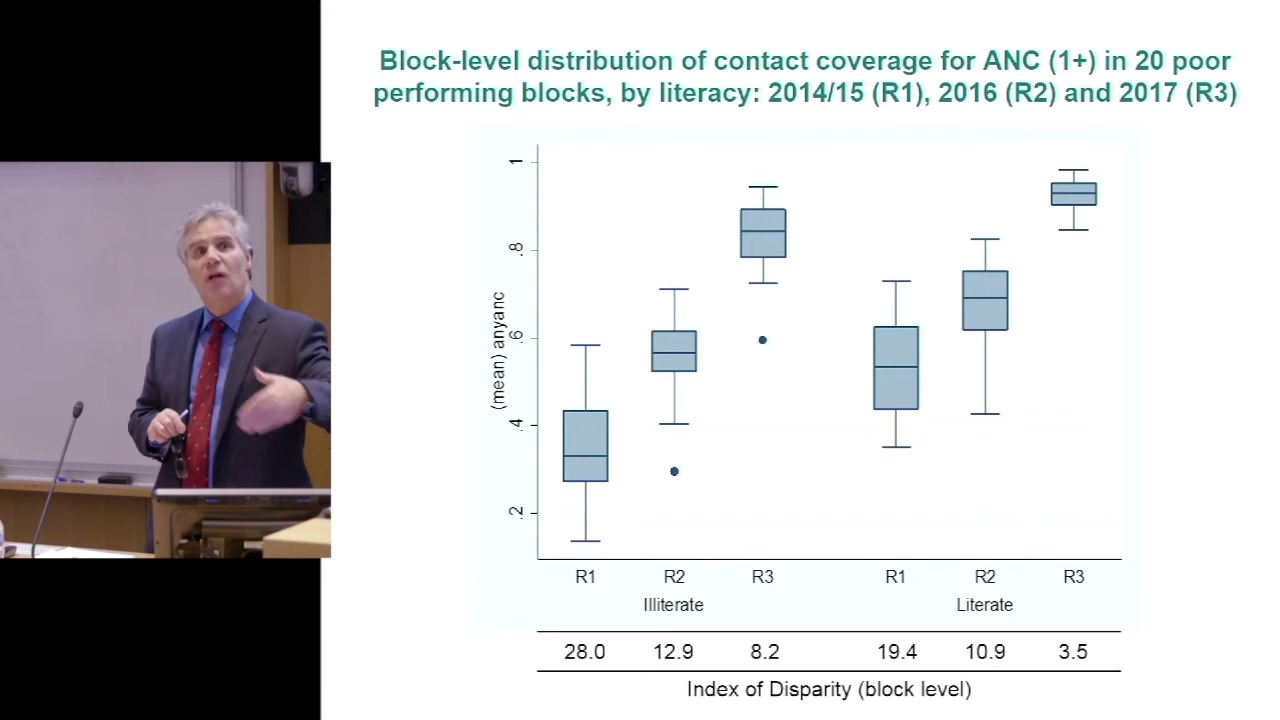 Block-level distribution of contact coverage for ANC (1+) in 20 poor
performing blocks, by literacy: 2014/15 (R1), 2016 (R2) and 2017 (R3)
(mean) anyanc
1
.8
.6
.4
.2
R1 R2 R3 R1 R2 R3
Illiterate Literate
28.0 12.9 8.2 19.4 10.9 3.5
Index of Disparity (block level)